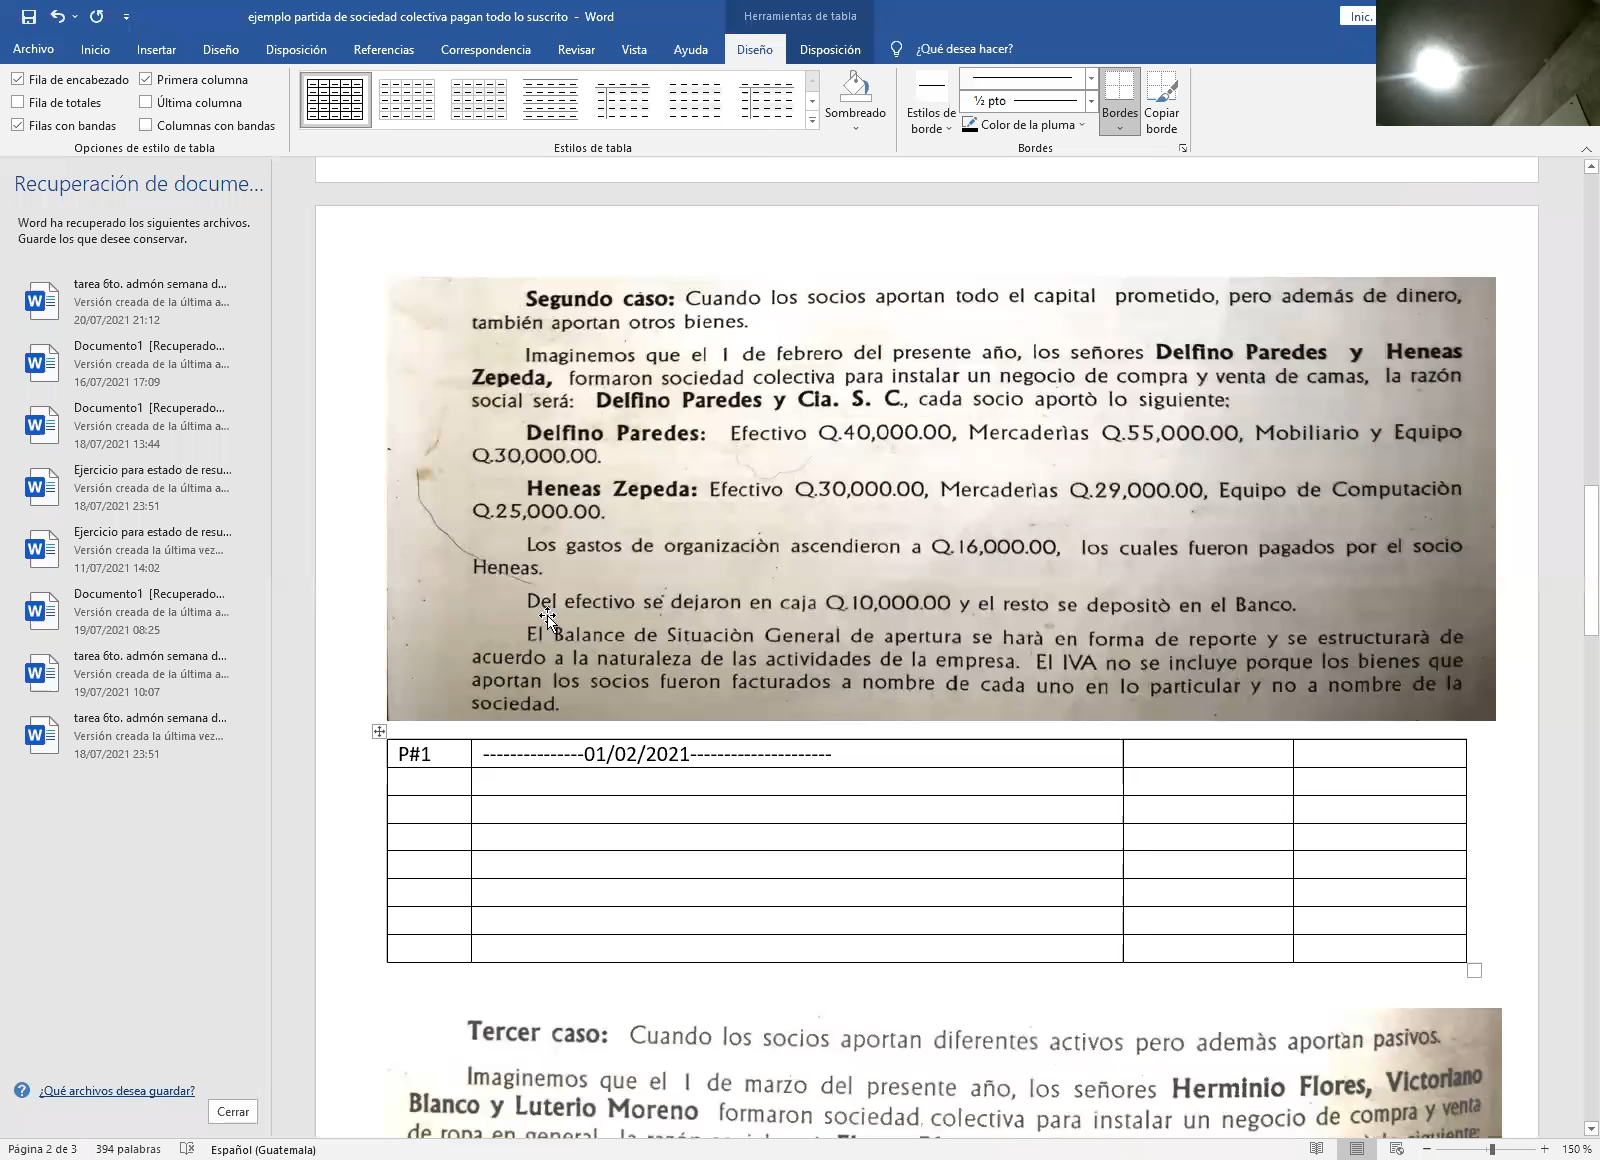 ejemplo partida de sociedad colectiva pagan todo lo suscrito - Word
Herramientas de tabla
Inic.
Archivo Inicio Insertar Diseño Disposición Referencias Correspondencia Revisar Vista Ayuda Diseño Disposición ¿Qué desea hacer?
Fila de encabezado Primera columna
Fila de totales Última columna
Filas con bandas Columnas con bandas
Opciones de estilo de tabla
Estilos de tabla
Sombreado
Estilos de borde
½ pto
Color de la pluma
Bordes
Copiar borde
Bordes
Recuperación de docume...
Word ha recuperado los siguientes archivos.
Guarde los que desee conservar.
tarea 6to. admón semana d...
Versión creada de la última a...
20/07/2021 21:12
Documento1 [Recuperado...
Versión creada de la última a...
16/07/2021 17:09
Documento1 [Recuperado...
Versión creada de la última a...
18/07/2021 13:44
Ejercicio para estado de resu...
Versión creada de la última a...
18/07/2021 23:51
Ejercicio para estado de resu...
Versión creada la última vez...
11/07/2021 14:02
Documento1 [Recuperado...
Versión creada de la última a...
19/07/2021 08:25
tarea 6to. admón semana d...
Versión creada de la última a...
19/07/2021 10:07
tarea 6to. admón semana d...
Versión creada la última vez...
18/07/2021 23:51
¿Qué archivos desea guardar?
Cerrar
Segundo caso: Cuando los socios aportan todo el capital prometido, pero además de dinero,
también aportan otros bienes.
Imaginemos que el 1 de febrero del presente año, los señores Delfino Paredes y Heneas
Zepeda, formaron sociedad colectiva para instalar un negocio de compra y venta de camas, la razón
social será: Delfino Paredes y Cia. S. C., cada socio aportò lo siguiente:
Delfino Paredes: Efectivo Q.40,000.00, Mercaderìas Q.55,000.00, Mobiliario y Equipo
Q.30,000.00.
Heneas Zepeda: Efectivo Q.30,000.00, Mercaderìas Q.29,000.00, Equipo de Computaciòn
Q.25,000.00.
Los gastos de organizaciòn ascendieron a Q.16,000.00, los cuales fueron pagados por el socio
Heneas.
Del efectivo se dejaron en caja Q.10,000.00 y el resto se depositò en el Banco.
El Balance de Situaciòn General de apertura se harà en forma de reporte y se estructurarà de
acuerdo a la naturaleza de las actividades de la empresa. El IVA no se incluye porque los bienes que
aportan los socios fueron facturados a nombre de cada uno en lo particular y no a nombre de la
sociedad.
P#1 ---------------01/02/2021---------------------
Tercer caso: Cuando los socios aportan diferentes activos pero ademàs aportan pasivos.
Imaginemos que el 1 de marzo del presente año, los señores Herminio Flores, Victoriano
Blanco y Luterio Moreno formaron sociedad colectiva para instalar un negocio de compra y venta
de ropa en general
Página 2 de 3 394 palabras Español (Guatemala) 150 %